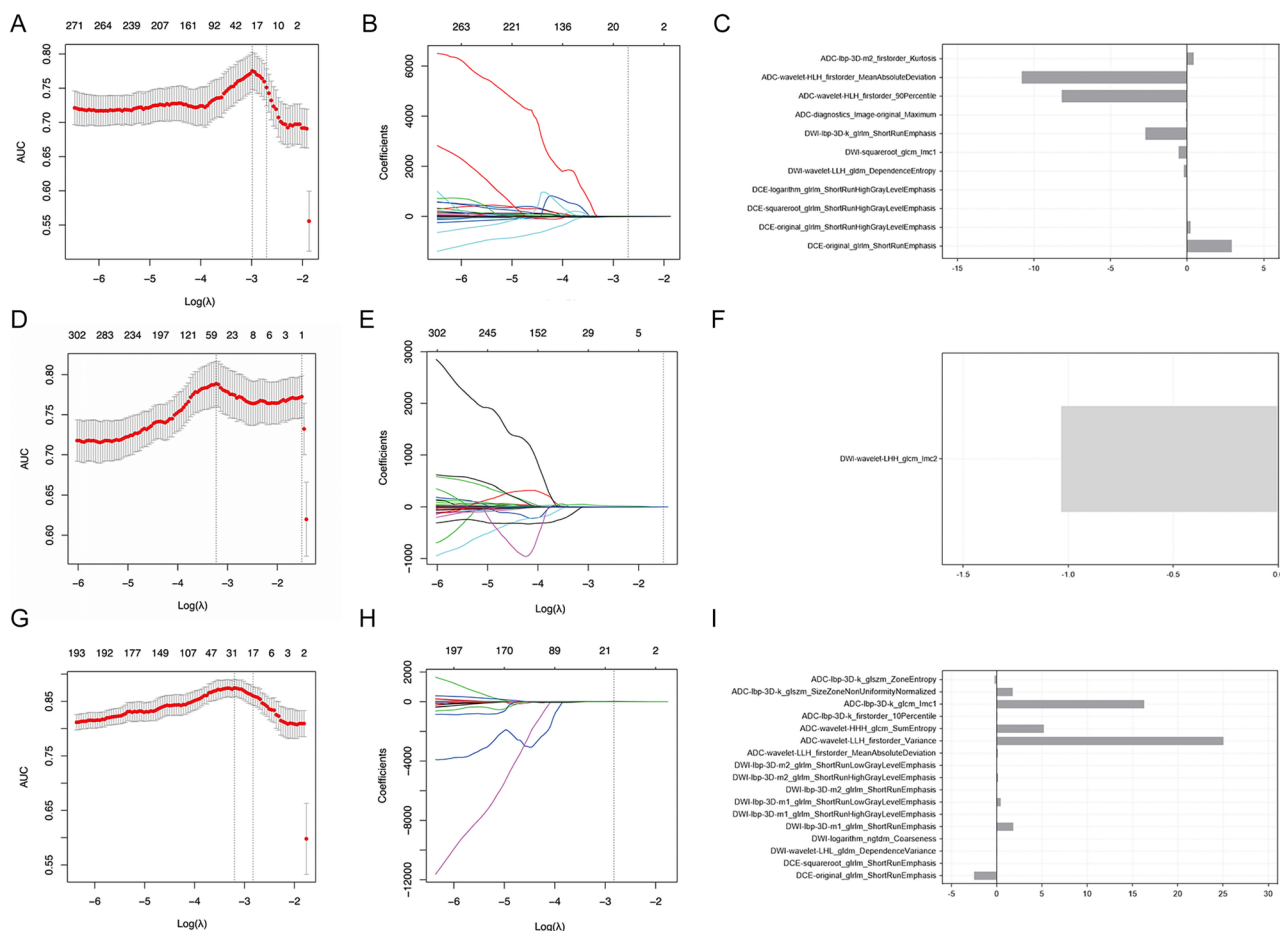 A
271 264 239 207 161 92 42 17 10 2
AUC
0.80
0.75
0.70
0.65
0.60
0.55
−6 −5 −4 −3 −2
Log(λ)
B
263 221 136 20 2
Coefficients
6000
4000
2000
0
−6 −5 −4 −3 −2
Log(λ)
C
ADC-lbp-3D-m2_firstorder_Kurtosis
ADC-wavelet-HLH_firstorder_MeanAbsoluteDeviation
ADC-wavelet-HLH_firstorder_90Percentile
ADC-diagnostics_Image-original_Maximum
DWI-lbp-3D-k_glrlm_ShortRunEmphasis
DWI-squareroot_glcm_Imc1
DWI-wavelet-LLH_gldm_DependenceEntropy
DCE-logarithm_glrlm_ShortRunHighGrayLevelEmphasis
DCE-squareroot_glrlm_ShortRunHighGrayLevelEmphasis
DCE-original_glrlm_ShortRunHighGrayLevelEmphasis
DCE-original_glrlm_ShortRunEmphasis
-15 -10 -5 0 5
D
302 283 234 197 121 59 23 8 6 3 1
AUC
0.80
0.75
0.70
0.65
0.60
−6 −5 −4 −3 −2
Log(λ)
E
302 245 152 29 5
Coefficients
3000
2000
1000
0
−1000
−6 −5 −4 −3 −2
Log(λ)
F
DWI-wavelet-LHH_glcm_Imc2
-1.5 -1.0 -0.5 0.0
G
193 192 177 149 107 47 31 17 6 3 2
AUC
0.85
0.75
0.65
0.55
−6 −5 −4 −3 −2
Log(λ)
H
197 170 89 21 2
Coefficients
2000
0
−4000
−8000
−12000
−6 −5 −4 −3 −2
Log(λ)
I
ADC-lbp-3D-k_glszm_ZoneEntropy
ADC-lbp-3D-k_glszm_SizeZoneNonUniformityNormalized
ADC-lbp-3D-k_glcm_Imc1
ADC-lbp-3D-k_firstorder_10Percentile
ADC-wavelet-HHH_glcm_SumEntropy
ADC-wavelet-LLH_firstorder_Variance
ADC-wavelet-LLH_firstorder_MeanAbsoluteDeviation
DWI-lbp-3D-m2_glrlm_ShortRunLowGrayLevelEmphasis
DWI-lbp-3D-m2_glrlm_ShortRunHighGrayLevelEmphasis
DWI-lbp-3D-m2_glrlm_ShortRunEmphasis
DWI-lbp-3D-m1_glrlm_ShortRunLowGrayLevelEmphasis
DWI-lbp-3D-m1_glrlm_ShortRunHighGrayLevelEmphasis
DWI-lbp-3D-m1_glrlm_ShortRunEmphasis
DWI-logarithm_ngtdm_Coarseness
DWI-wavelet-LHL_gldm_DependenceVariance
DCE-squareroot_glrlm_ShortRunEmphasis
DCE-original_glrlm_ShortRunEmphasis
-5 0 5 10 15 20 25 30